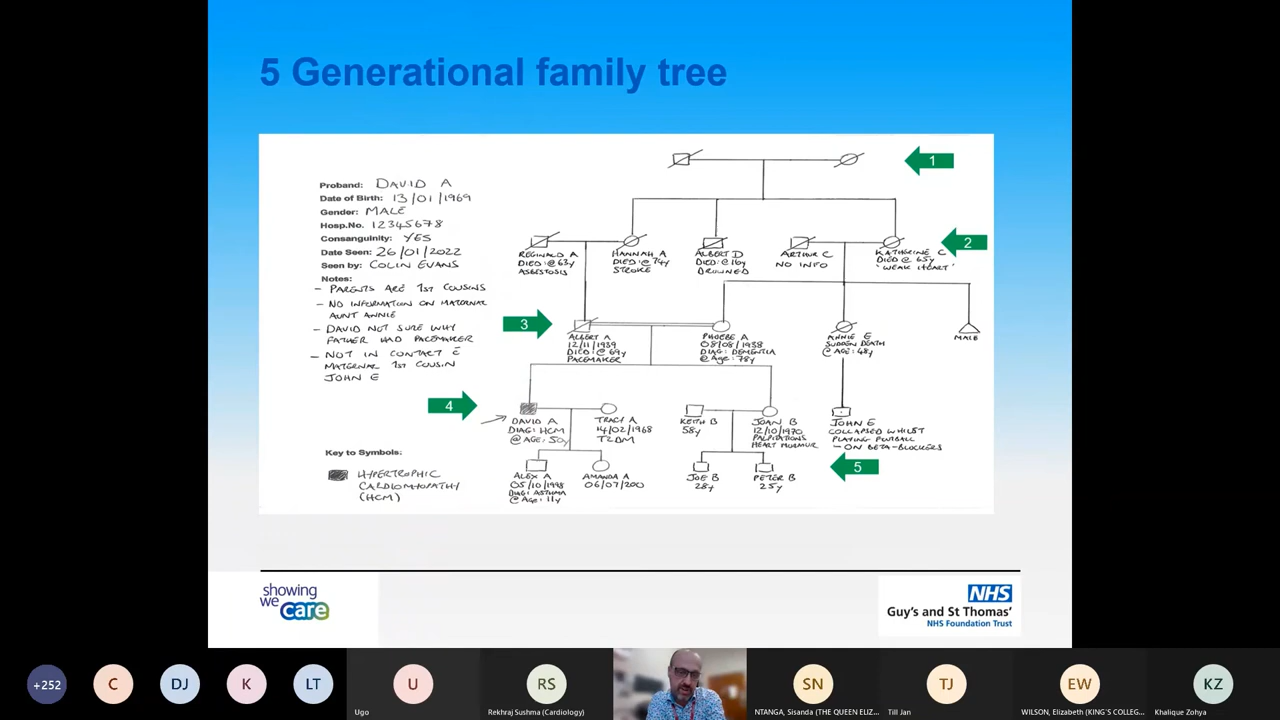 5 Generational family tree
Proband: DAVID A
Date of Birth: 13/01/1969
Gender: MALE
Hosp.No. 12345678
Consanguinity: YES
Date Seen: 26/01/2022
Seen by: COLIN EVANS
Notes:
- PARENTS ARE 1ST COUSINS
- NO INFORMATION ON MATERNAL
AUNT ANNIE
- DAVID NOT SURE WHY
FATHER HAD PACEMAKER
- NOT IN CONTACT C̄
MATERNAL 1ST COUSIN
JOHN E
Key to Symbols:
HYPERTROPHIC
CARDIOMYOPATHY
(HCM)
1
2
REGINALD A
DIED: @ 63y
ASBESTOSIS
HANNAH A
DIED: @ 74y
STROKE
ALBERT D
DIED: @ 16y
DROWNED
ARTHUR C
NO INFO
KATHERINE C
DIED @ 65y
'WEAK HEART'
3
ALBERT A
12/11/1939
DIED @ 69y
PACEMAKER
PHOEBE A
08/08/1938
DIAG: DEMENTIA
@ Age: 78y
ANNIE E
SUDDEN DEATH
@ AGE: 48y
MALE
4
DAVID A
DIAG: HCM
@ AGE: 50y
TRACY A
14/02/1968
T2DM
KEITH B
58y
JOAN B
12/10/1970
PALPITATIONS
HEART MURMUR
JOHN E
COLLAPSED WHILST
PLAYING
- ON BETA-BLOCKERS
5
ALEX A
05/10/1998
DIAG: ASTHMA
@ Age: 11y
AMANDA A
06/07/200
JOE B
28y
PETER B
25y
showing
we care
NHS
Guy's and St Thomas'
NHS Foundation Trust
+252
C
DJ
K
LT
U
Ugo
RS
Rekhraj Sushma (Cardiology)
SN
NTANGA, Sisanda (THE QUEEN ELIZ...
TJ
Till Jan
EW
WILSON, Elizabeth (KING'S COLLEG...
KZ
Khalique Zohya